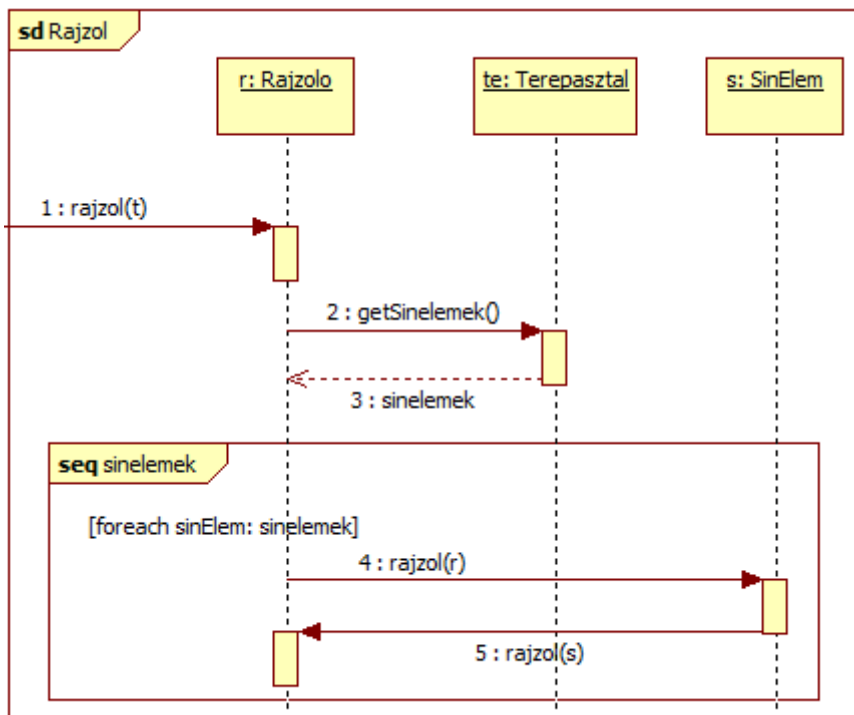 sd Rajzol
r: Rajzolo
te: Terepasztal
s: SinElem
1 : rajzol(t)
2 : getSinelemek()
3 : sinelemek
seq sinelemek
[foreach sinElem: sinelemek]
4 : rajzol(r)
5 : rajzol(s)